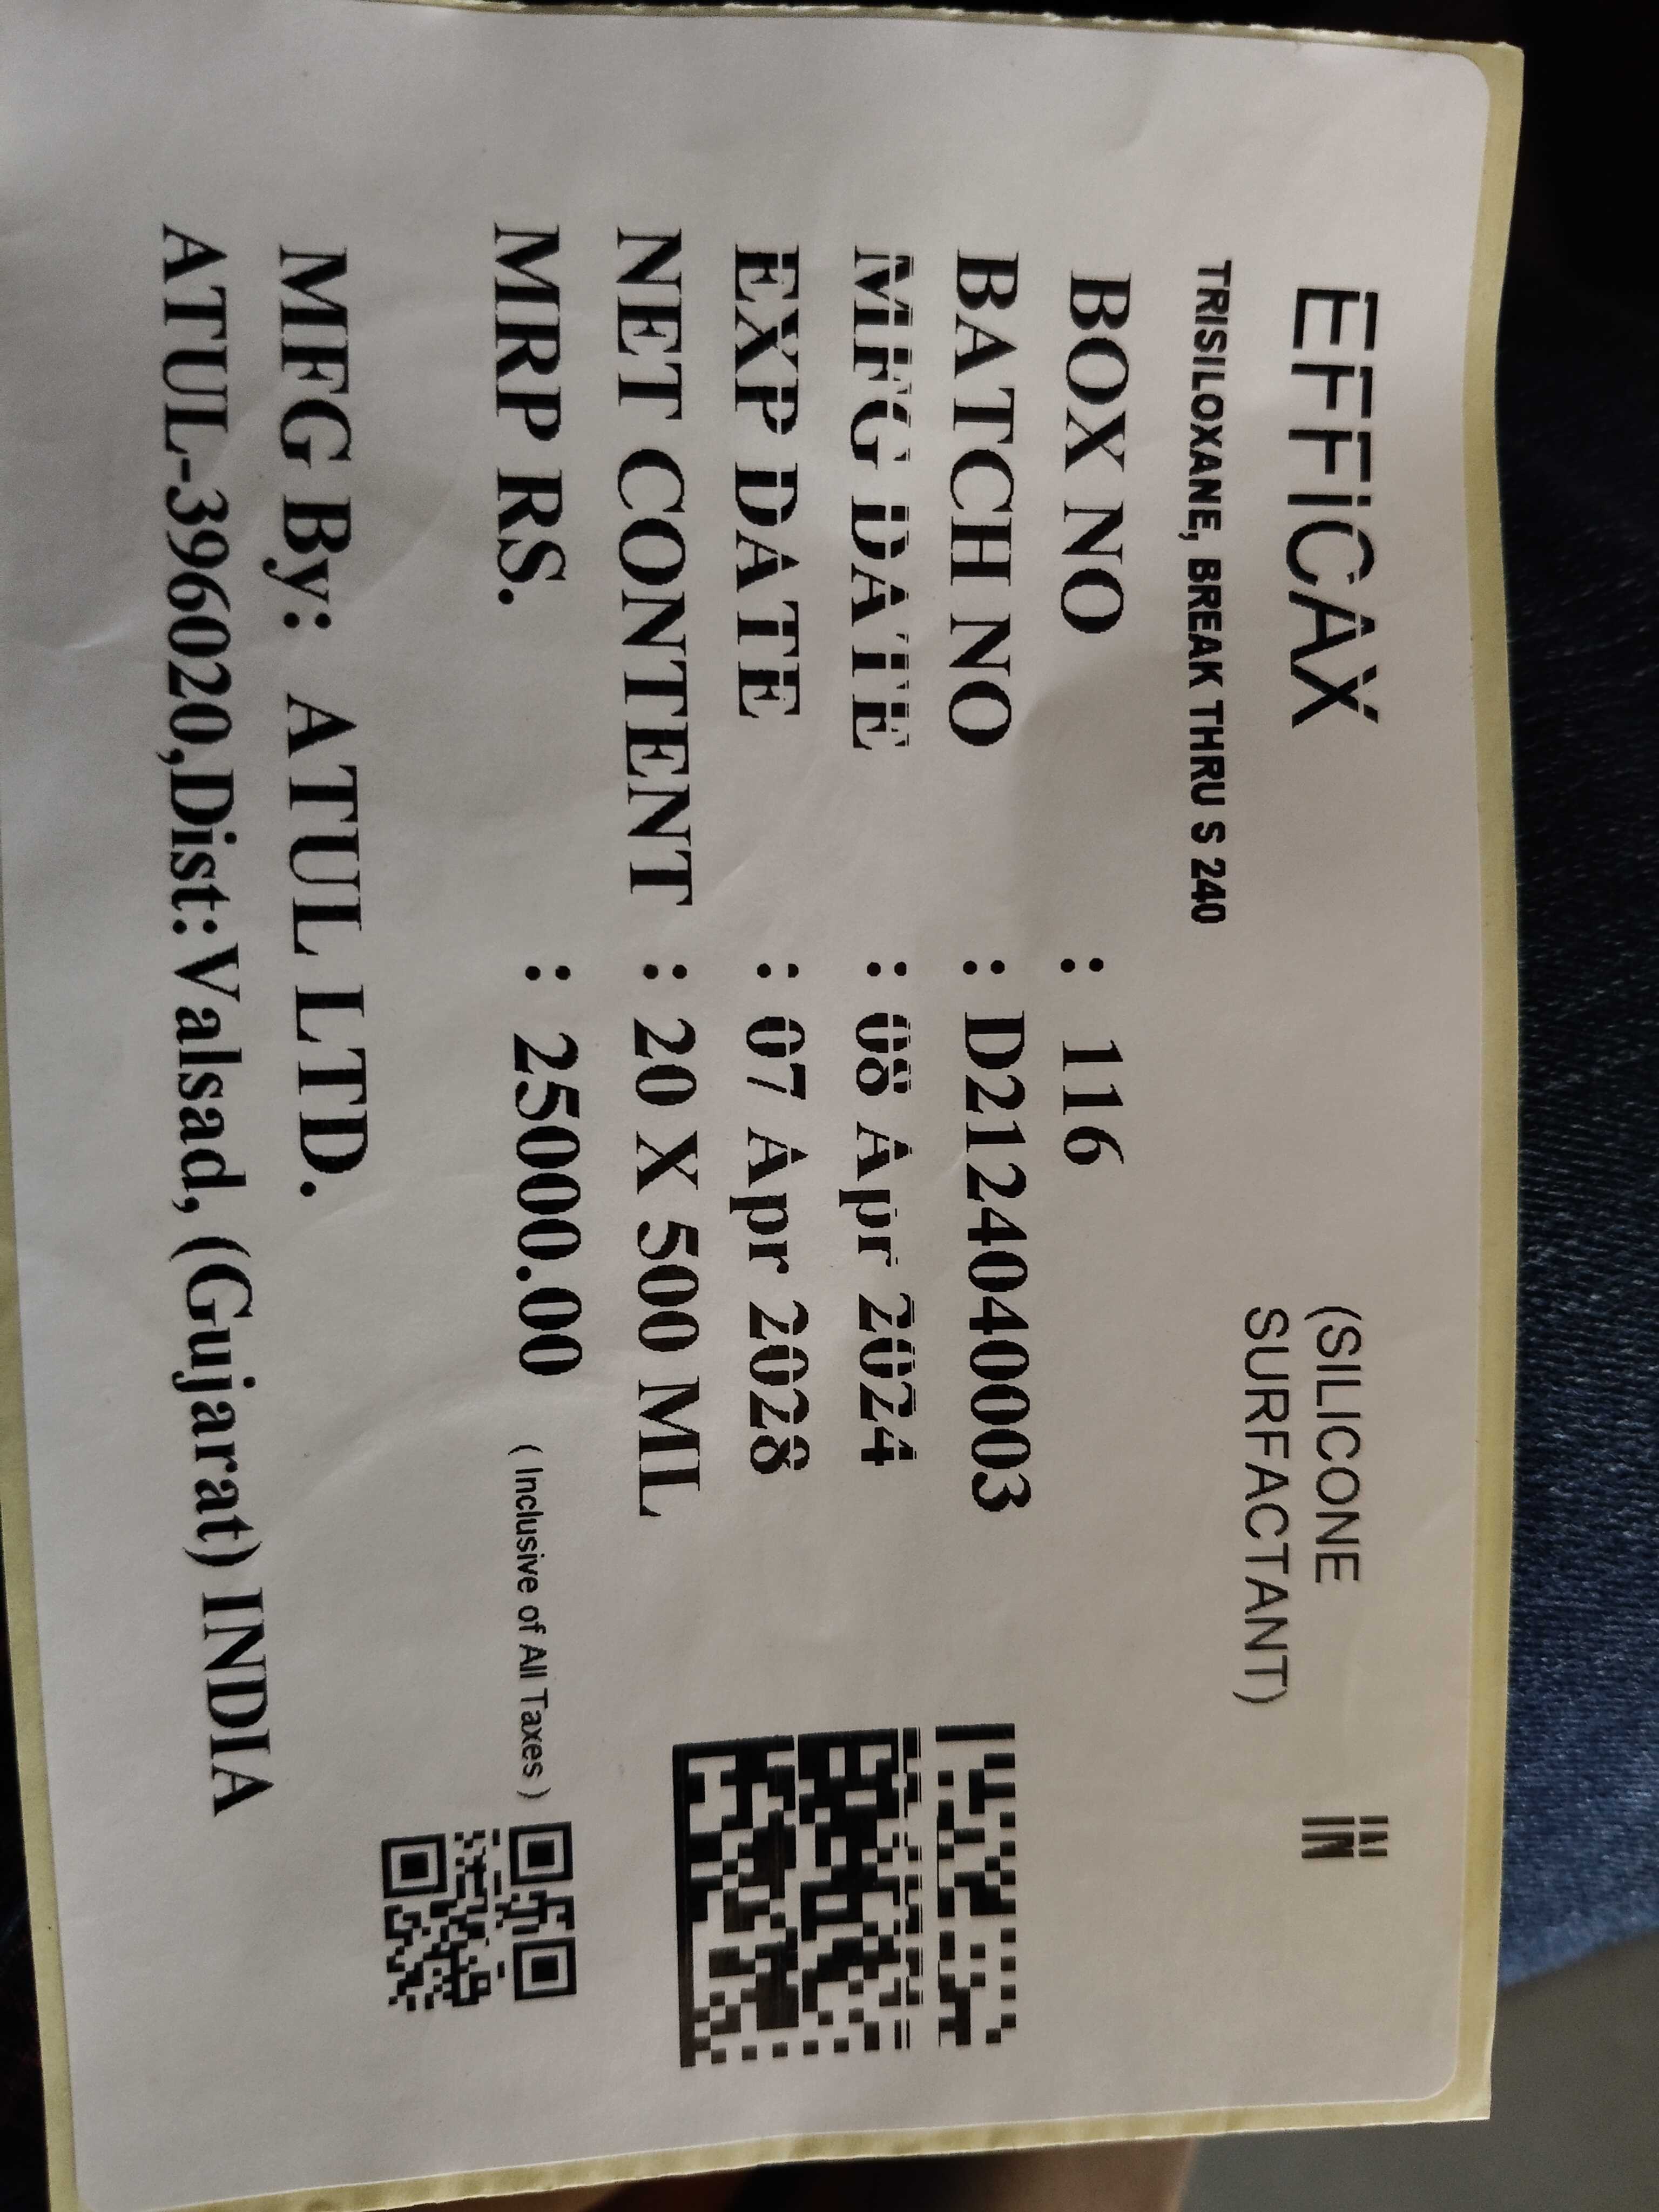 EFFiCAX
(SILICONE
SURFACTANT)
IN
TRISILOXANE, BREAK THRU S 240
BOX NO : 116
BATCH NO : D212404003
MFG DATE : 08 Apr 2024
EXP DATE : 07 Apr 2028
NET CONTENT : 20 X 500 ML
MRP RS. : 25000.00 ( Inclusive of All Taxes )
MFG By: ATUL LTD.
ATUL-396020,Dist:Valsad, (Gujarat) INDIA